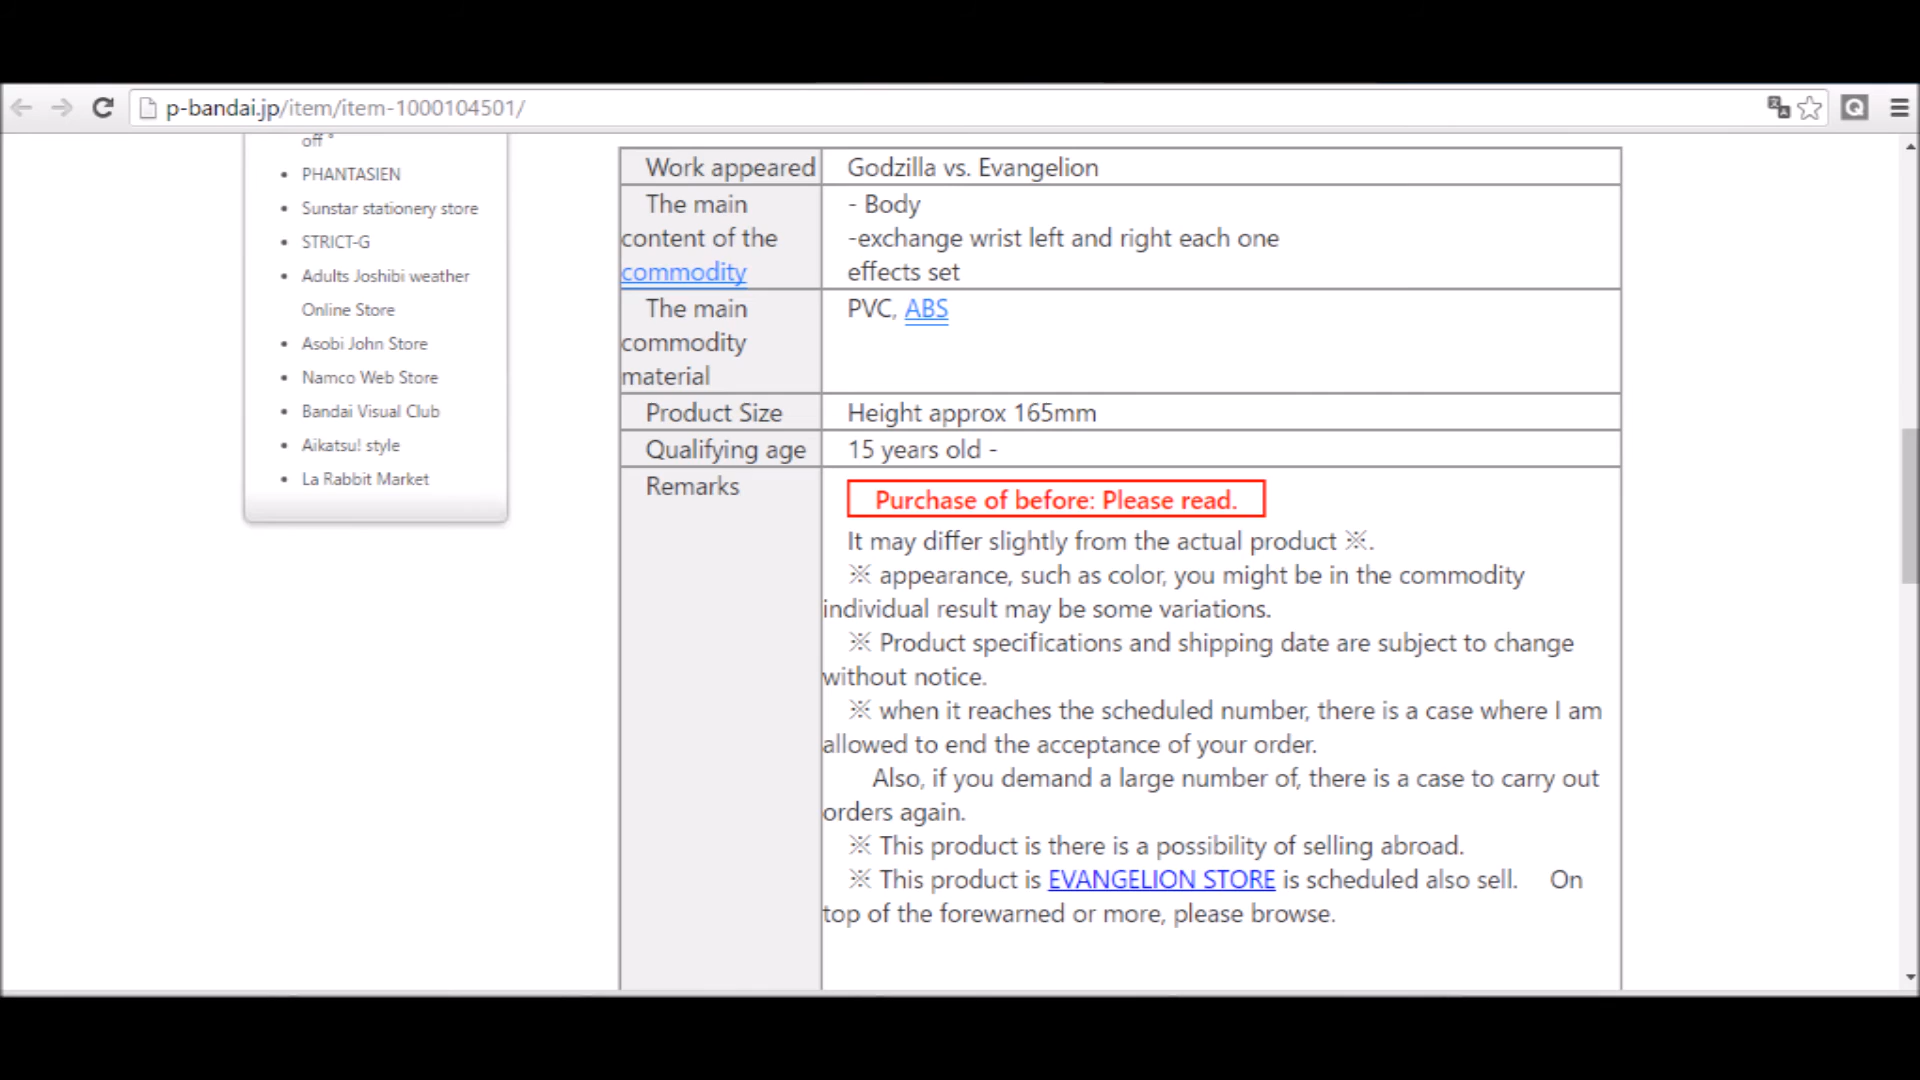 p-bandai.jp/item/item-1000104501/
off °
• PHANTASIEN
• Sunstar stationery store
• STRICT-G
• Adults Joshibi weather
Online Store
• Asobi John Store
• Namco Web Store
• Bandai Visual Club
• Aikatsu! style
• La Rabbit Market
Work appeared
Godzilla vs. Evangelion
The main
content of the
commodity
- Body
-exchange wrist left and right each one
effects set
The main
commodity
material
PVC, ABS
Product Size
Height approx 165mm
Qualifying age
15 years old -
Remarks
Purchase of before: Please read.
It may differ slightly from the actual product ※.
※ appearance, such as color, you might be in the commodity
individual result may be some variations.
※ Product specifications and shipping date are subject to change
without notice.
※ when it reaches the scheduled number, there is a case where I am
allowed to end the acceptance of your order.
Also, if you demand a large number of, there is a case to carry out
orders again.
※ This product is there is a possibility of selling abroad.
※ This product is EVANGELION STORE is scheduled also sell. On
top of the forewarned or more, please browse.